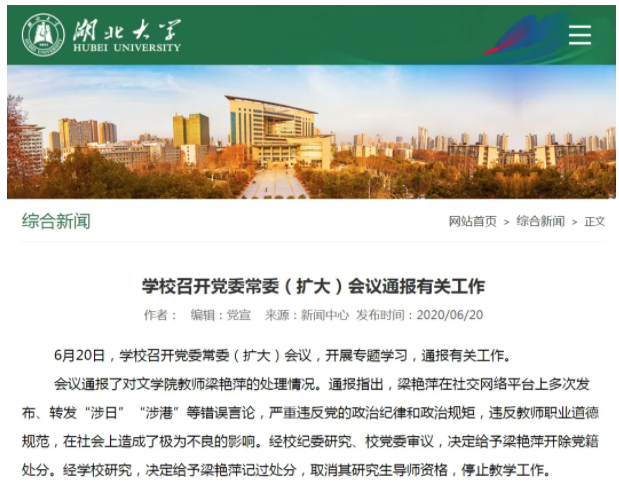 湖北大学
HUBEI UNIVERSITY
综合新闻
网站首页 > 综合新闻 > 正文
学校召开党委常委（扩大）会议通报有关工作
作者： 编辑：党宣 来源：新闻中心 发布时间：2020/06/20
6月20日，学校召开党委常委（扩大）会议，开展专题学习，通报有关工作。
会议通报了对文学院教师梁艳萍的处理情况。通报指出，梁艳萍在社交网络平台上多次发
布、转发“涉日”“涉港”等错误言论，严重违反党的政治纪律和政治规矩，违反教师职业道德
规范，在社会上造成了极为不良的影响。经校纪委研究、校党委审议，决定给予梁艳萍开除党籍
处分。经学校研究，决定给予梁艳萍记过处分，取消其研究生导师资格，停止教学工作。